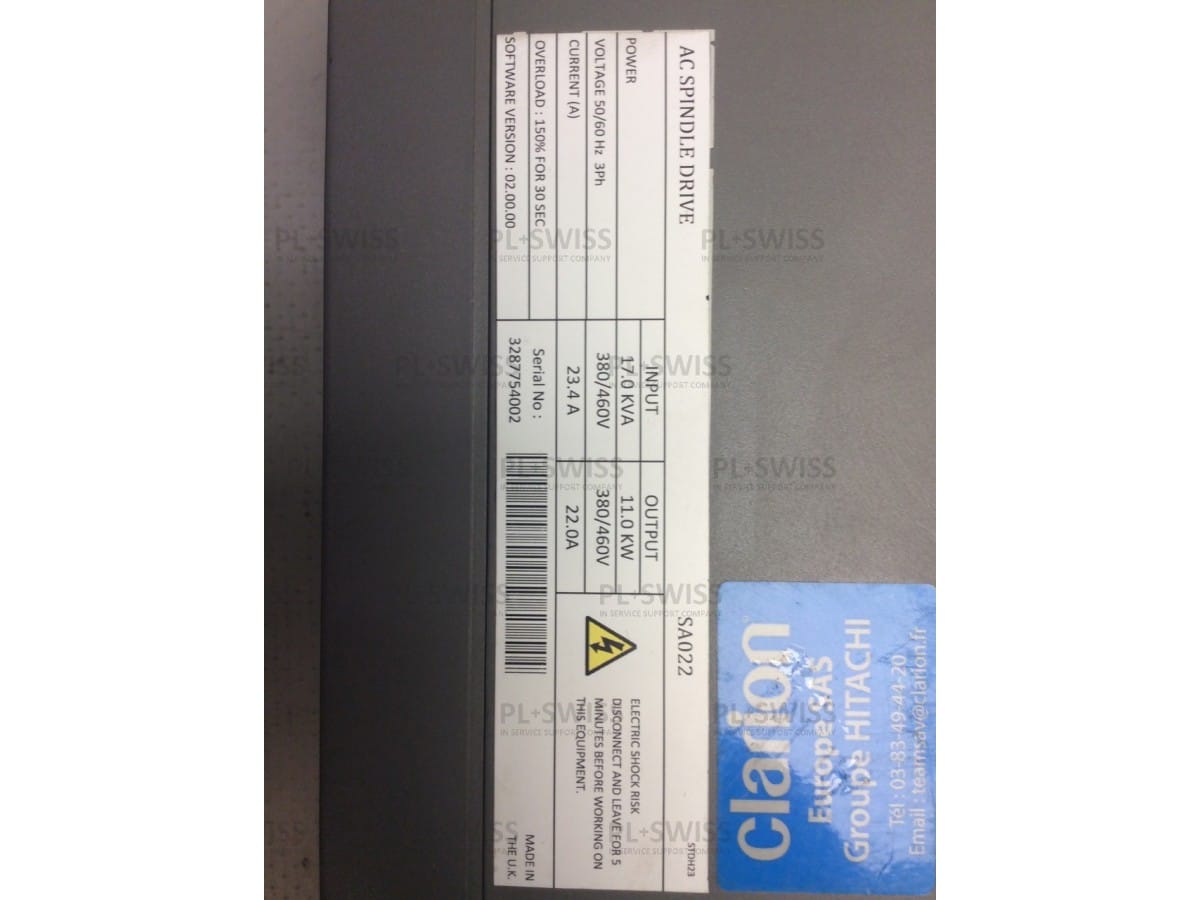 AC SPINDLE DRIVE
SA022
STDH23
INPUT
OUTPUT
POWER
17.0 KVA
11.0 KW
VOLTAGE 50/60 Hz 3Ph
380/460V
380/460V
CURRENT (A)
23.4 A
22.0A
OVERLOAD : 150% FOR 30 SEC
SOFTWARE VERSION : 02.00.00
Serial No :
3287754002
ELECTRIC SHOCK RISK
DISCONNECT AND LEAVE FOR 5
MINUTES BEFORE WORKING ON
THIS EQUIPMENT.
MADE IN
THE U.K.
clarion
Europe SAS
Groupe HITACHI
Tél : 03-83-49-44-20
Email : teamsav@clarion.fr
PL+SWISS
IN SERVICE SUPPORT COMPANY